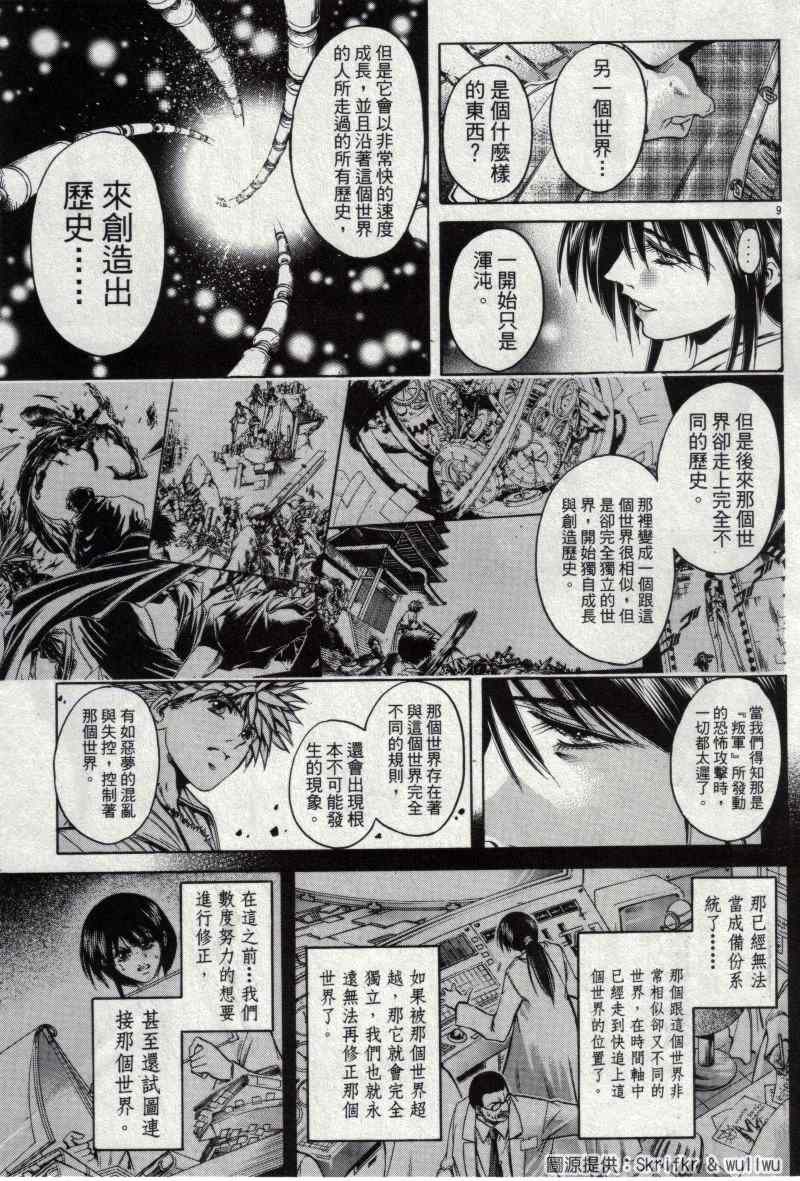 另一個世界…
是個什麼樣
的東西?
9
‥‥
一開始只是
渾沌。
但是它會以非常快的速度
成長，並且沿著這個世界
的人所走過的所有歷史，
來創造出
歷史……
但是後來那個世
界卻走上完全不
同的歷史。
那裡變成一個跟這
個世界很相似，但
是卻完全獨立的世
界，開始獨自成長
與創造歷史。
當我們得知那是
『叛軍』所發動
的恐怖攻擊時，
一切都太遲了。
那個世界存在著
與這個世界完全
不同的規則，
還會出現根
本不可能發
生的現象。
有如惡夢的混亂
與失控，控制著
那個世界。
那已經無法
當成備份系
統了……
那個跟這個世界非
常相似卻又不同的
世界，在時間軸中
已經走到快追上這
個世界的位置了。
如果被那個世界超
越，那它就會完全
獨立，我們也就永
遠無法再修正那個
世界了。
在這之前…我們
數度努力的想要
進行修正，
甚至還試圖連
接那個世界。
圖源提供：Skrifkr & wullwu